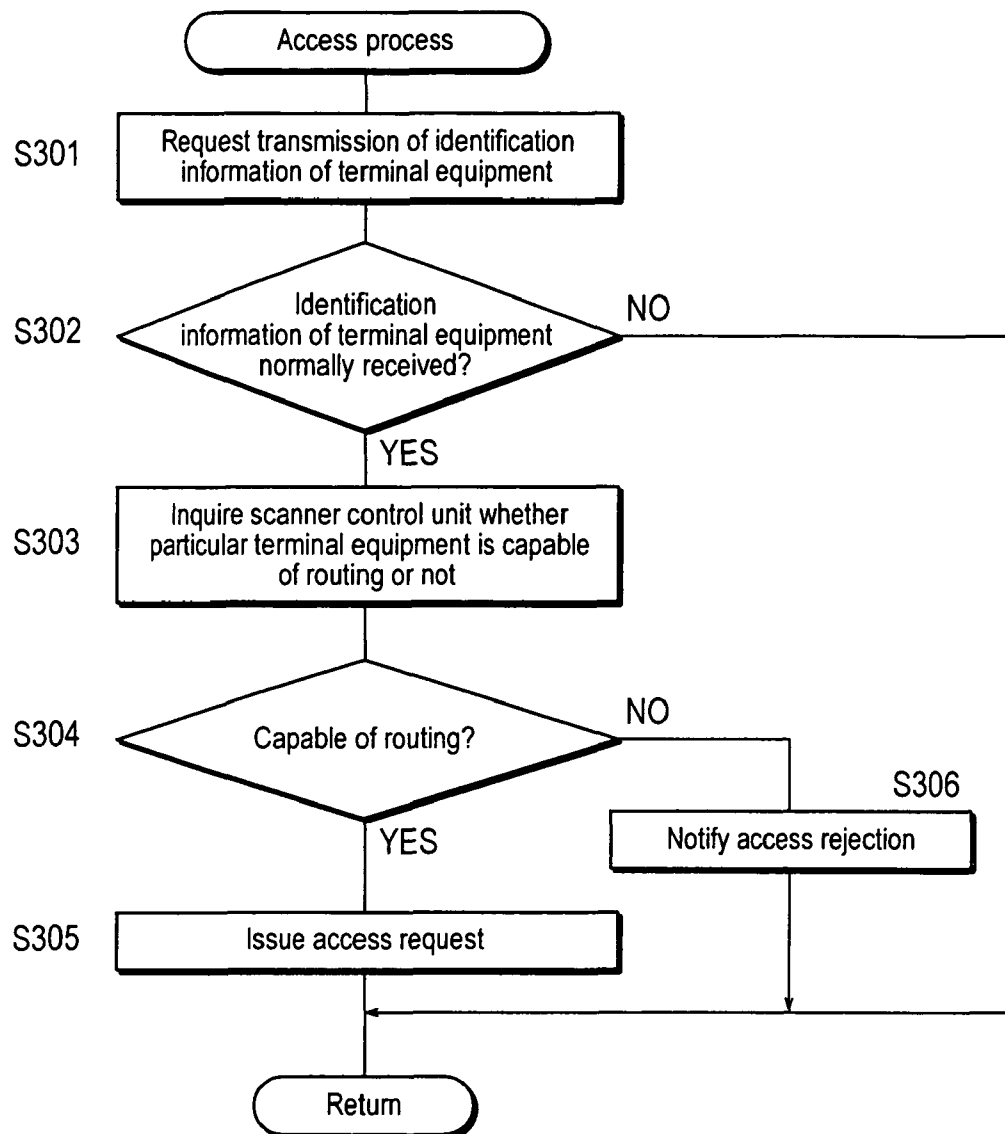 Access process
S301
Request transmission of identification
information of terminal equipment
S302
Identification
information of terminal equipment
normally received?
NO
YES
S303
Inquire scanner control unit whether
particular terminal equipment is capable
of routing or not
S304
Capable of routing?
NO
YES
S306
Notify access rejection
S305
Issue access request
Return